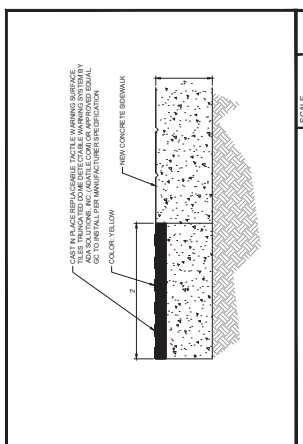 CAST IN PLACE REPLACEABLE TACTILE WARNING SURFACE
TILES TRUNCATED DOME DETECTABLE WARNING SYSTEM BY
ADA SOLUTIONS, INC. (ADATILE.COM) OR APPROVED EQUAL.
GC TO INSTALL PER MANUFACTURER SPECIFICATION
COLOR: YELLOW
NEW CONCRETE SIDEWALK
2'
4"
SCALE